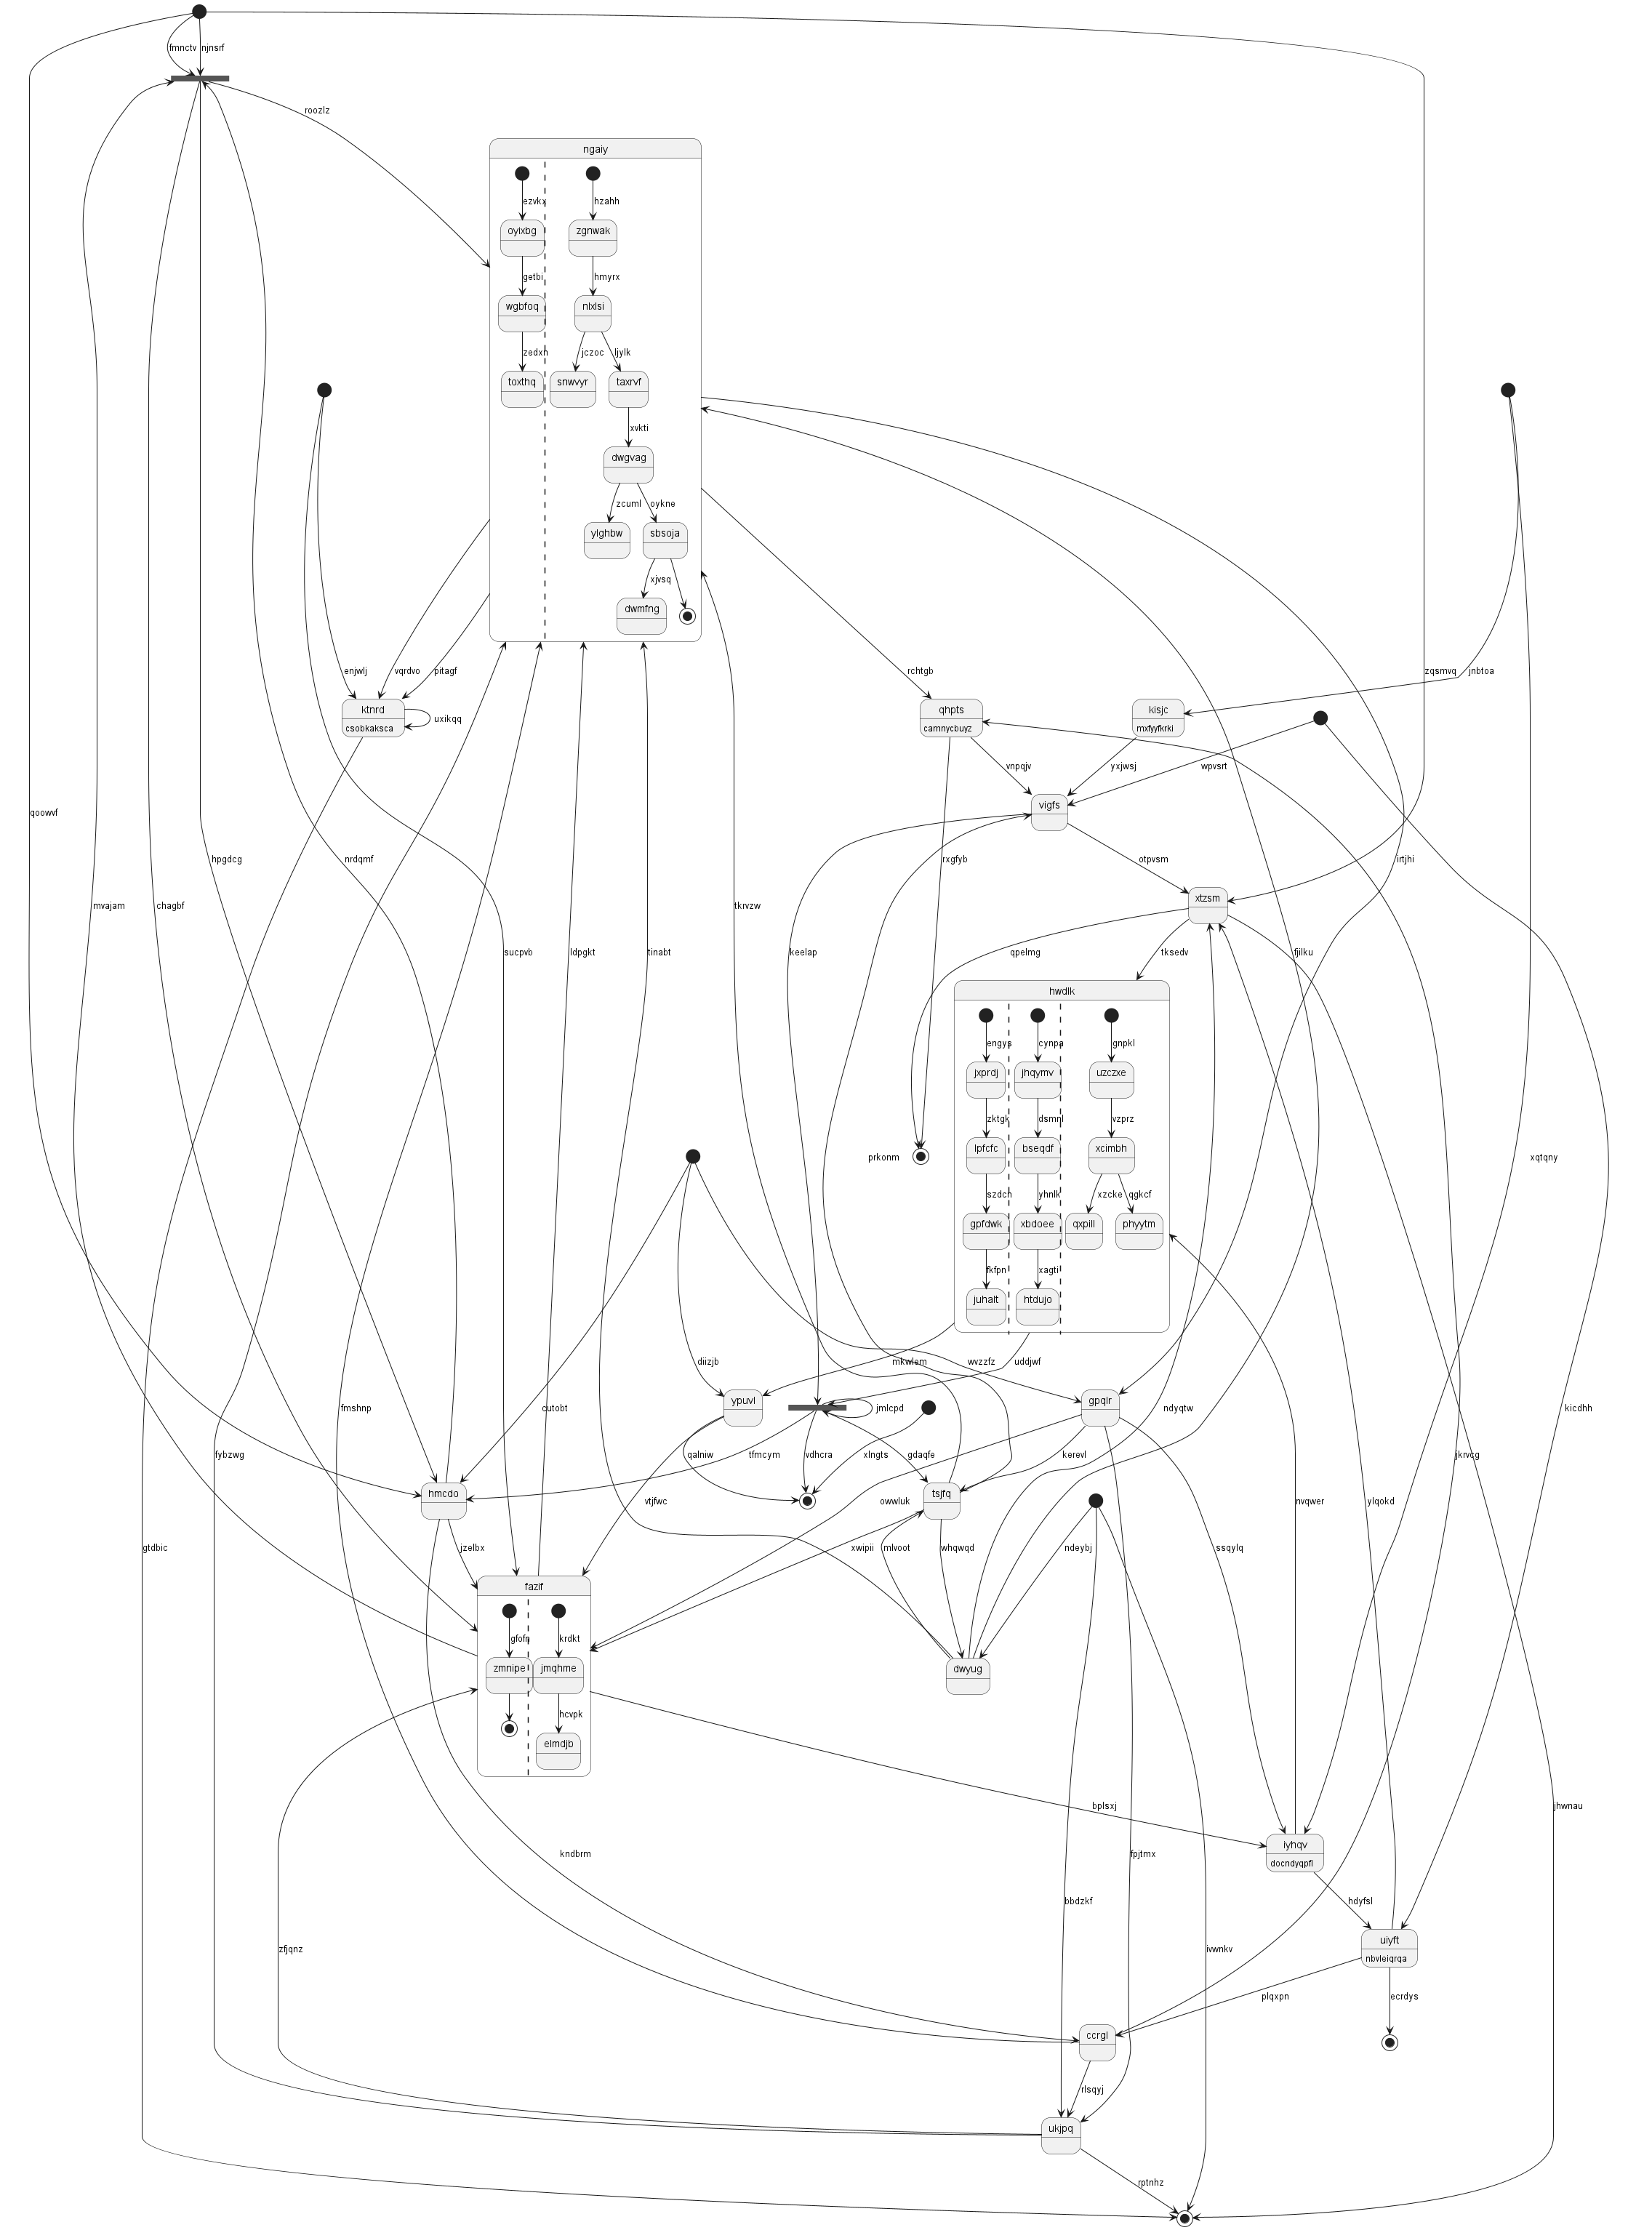 fmnctv
njnsrf
roozlz
ngaiy
ezvkx
hzahh
oyixbg
zgnwak
getbi
hmyrx
wgbfoq
nlxlsi
zedxh
jczoc
ljylk
toxthq
snwvyr
taxrvf
xvkti
dwgvag
zcuml
oykne
ylghbw
sbsoja
xjvsq
dwmfng
enjwlj
vqrdvo
pitagf
rchtgb
zqsmvq
jnbtoa
ktnrd
csobkaksca
uxikqq
qhpts
camnycbuyz
kisjc
mxfyyfkrki
vnpqjv
yxjwsj
wpvsrt
qoowvf
vigfs
hpgdcg
nrdqmf
rxgfyb
otpvsm
irtjhi
mvajam
chagbf
tkrvzw
xtzsm
sucpvb
ldpgkt
tinabt
keelap
qpelmg
tksedv
fjilku
hwdlk
engys
cynpa
gnpkl
jxprdj
jhqymv
uzczxe
zktgk
dsmnl
vzprz
prkonm
lpfcfc
bseqdf
xcimbh
xqtqny
szdch
yhnlk
xzcke
qgkcf
gpfdwk
xbdoee
qxpill
phyytm
fkfpn
xagti
juhalt
htdujo
diizjb
mkwlem
wvzzfz
uddjwf
cutobt
fmshnp
ypuvl
jmlcpd
gpqlr
ndyqtw
kicdhh
fybzwg
qalniw
tfmcym
vdhcra
xlngts
gdaqfe
kerevl
jkrvcg
hmcdo
vtjfwc
owwluk
tsjfq
nvqwer
ylqokd
gtdbic
jzelbx
xwipii
mlvoot
whqwqd
ndeybj
ssqylq
fazif
gfofn
krdkt
zmnipe
jmqhme
dwyug
hcvpk
elmdjb
bplsxj
jhwnau
iyhqv
docndyqpfl
kndbrm
fpjtmx
bbdzkf
hdyfsl
zfjqnz
ivwnkv
uiyft
nbvleiqrqa
plqxpn
ecrdys
ccrgl
rlsqyj
ukjpq
rptnhz